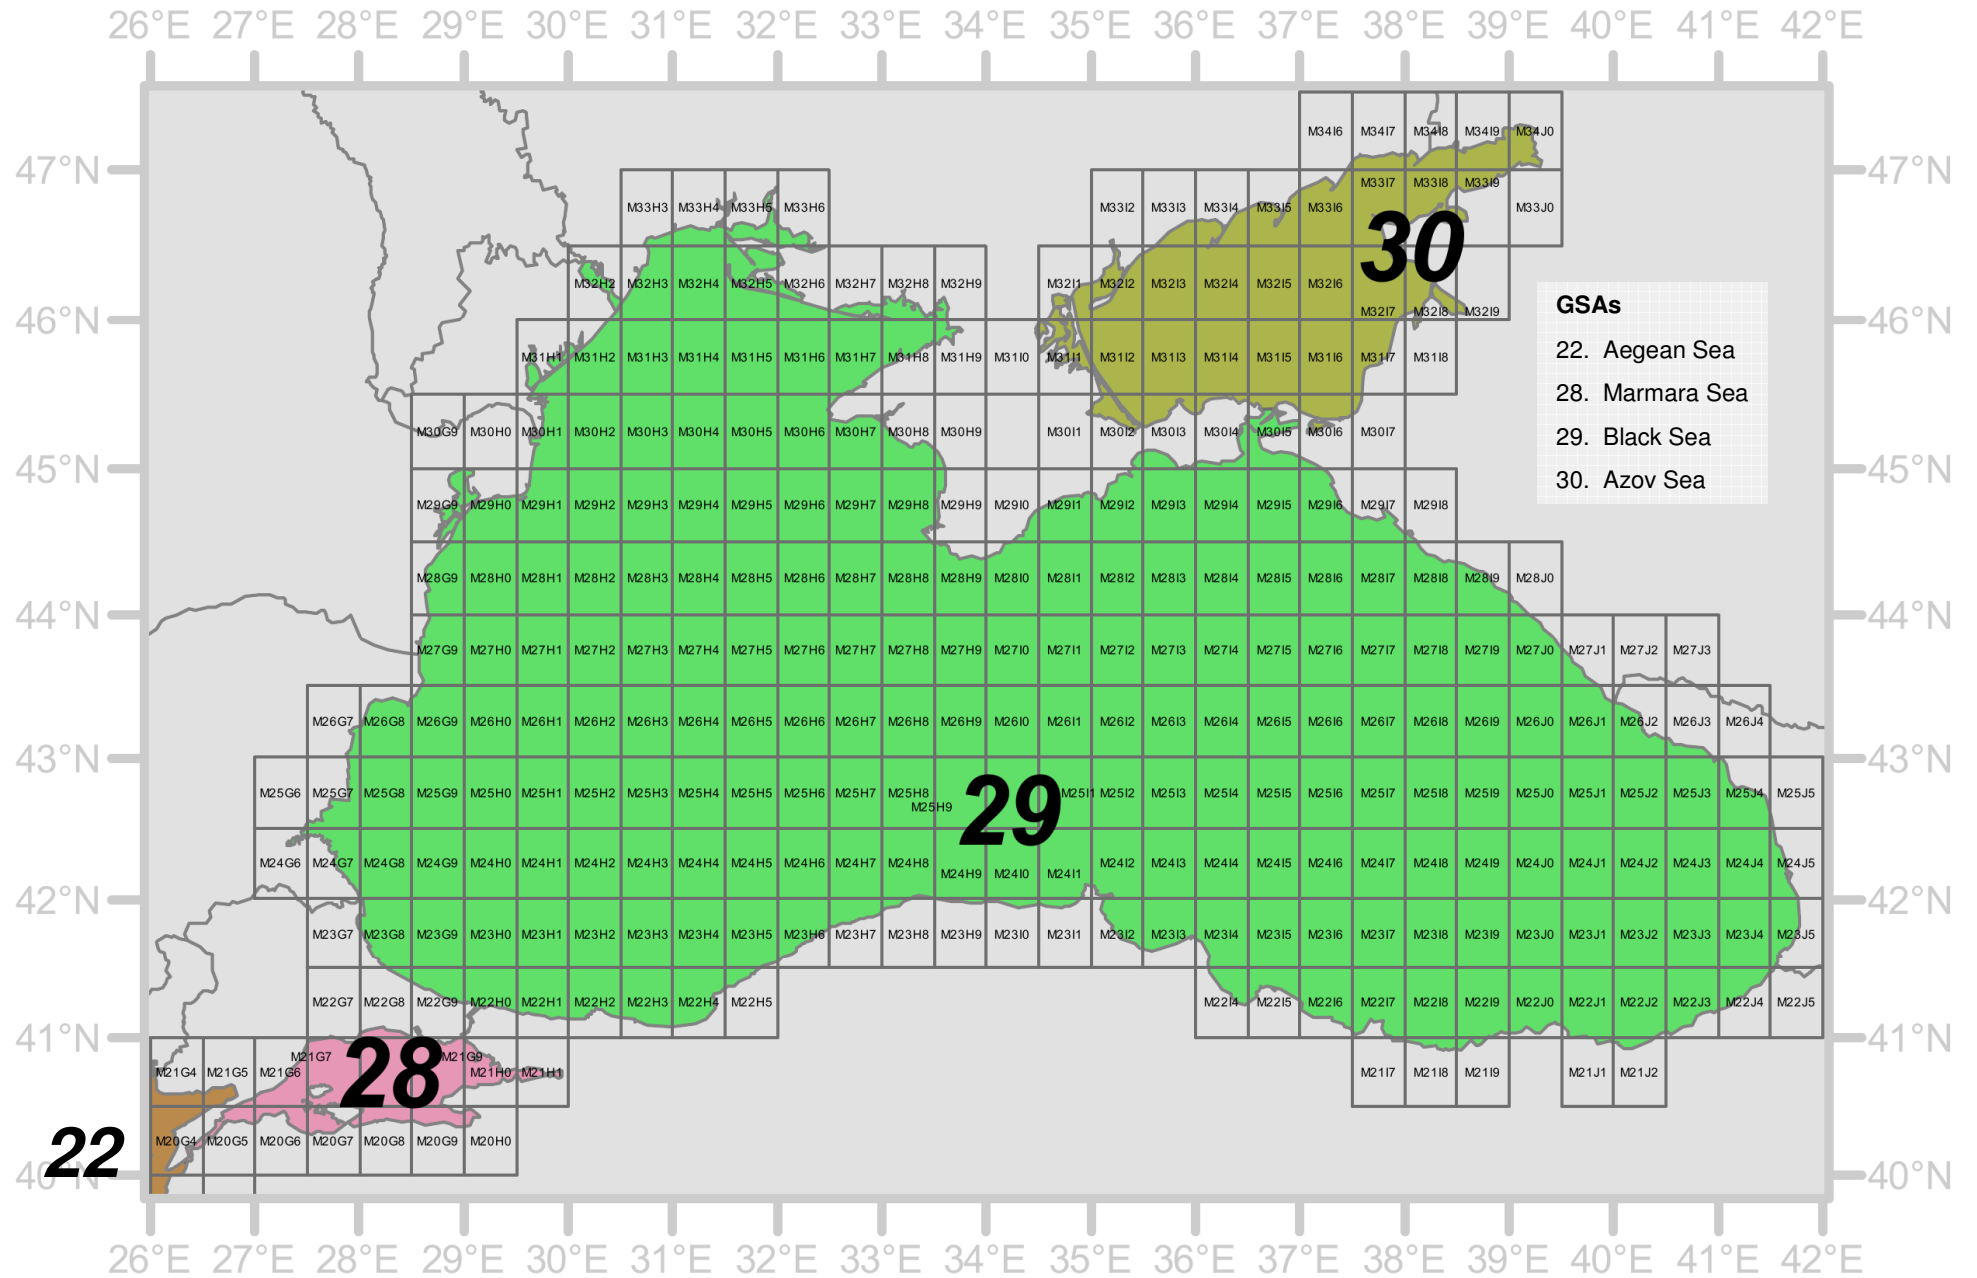 26°E 27°E 28°E 29°E 30°E 31°E 32°E 33°E 34°E 35°E 36°E 37°E 38°E 39°E 40°E 41°E 42°E
M34I6 M34I7 M34I8 M34I9 M34J0
47°N 47°N
M33I7 M33I8 M33I9
M33H3 M33H4 M33H5 M33H6 M33I2 M33I3 M33I4 M33I5 M33I6 M33J0
30
M32H2 M32H3 M32H4 M32H5 M32H6 M32H7 M32H8 M32H9 M32I1 M32I2 M32I3 M32I4 M32I5 M32I6
M32I7 M32I8 M32I9
46°N 46°N
M31H1 M31H2 M31H3 M31H4 M31H5 M31H6 M31H7 M31H8 M31H9 M31I0 M31I1 M31I2 M31I3 M31I4 M31I5 M31I6 M31I7 M31I8
GSAs
22. Aegean Sea
28. Marmara Sea
29. Black Sea
30. Azov Sea
M30G9 M30H0 M30H1 M30H2 M30H3 M30H4 M30H5 M30H6 M30H7 M30H8 M30H9 M30I1 M30I2 M30I3 M30I4 M30I5 M30I6 M30I7
45°N 45°N
M29G9 M29H0 M29H1 M29H2 M29H3 M29H4 M29H5 M29H6 M29H7 M29H8 M29H9 M29I0 M29I1 M29I2 M29I3 M29I4 M29I5 M29I6 M29I7 M29I8
M28G9 M28H0 M28H1 M28H2 M28H3 M28H4 M28H5 M28H6 M28H7 M28H8 M28H9 M28I0 M28I1 M28I2 M28I3 M28I4 M28I5 M28I6 M28I7 M28I8 M28I9 M28J0
44°N 44°N
M27G9 M27H0 M27H1 M27H2 M27H3 M27H4 M27H5 M27H6 M27H7 M27H8 M27H9 M27I0 M27I1 M27I2 M27I3 M27I4 M27I5 M27I6 M27I7 M27I8 M27I9 M27J0 M27J1 M27J2 M27J3
M26G7 M26G8 M26G9 M26H0 M26H1 M26H2 M26H3 M26H4 M26H5 M26H6 M26H7 M26H8 M26H9 M26I0 M26I1 M26I2 M26I3 M26I4 M26I5 M26I6 M26I7 M26I8 M26I9 M26J0 M26J1 M26J2 M26J3 M26J4
43°N 43°N
M25G6 M25G7 M25G8 M25G9 M25H0 M25H1 M25H2 M25H3 M25H4 M25H5 M25H6 M25H7 M25H8 M25I1 M25I2 M25I3 M25I4 M25I5 M25I6 M25I7 M25I8 M25I9 M25J0 M25J1 M25J2 M25J3 M25J4 M25J5
M25H9 29
M24G6 M24G7 M24G8 M24G9 M24H0 M24H1 M24H2 M24H3 M24H4 M24H5 M24H6 M24H7 M24H8 M24I2 M24I3 M24I4 M24I5 M24I6 M24I7 M24I8 M24I9 M24J0 M24J1 M24J2 M24J3 M24J4 M24J5
M24H9 M24I0 M24I1
42°N 42°N
M23G7 M23G8 M23G9 M23H0 M23H1 M23H2 M23H3 M23H4 M23H5 M23H6 M23H7 M23H8 M23H9 M23I0 M23I1 M23I2 M23I3 M23I4 M23I5 M23I6 M23I7 M23I8 M23I9 M23J0 M23J1 M23J2 M23J3 M23J4 M23J5
M22G7 M22G8 M22G9 M22H0 M22H1 M22H2 M22H3 M22H4 M22H5 M22I4 M22I5 M22I6 M22I7 M22I8 M22I9 M22J0 M22J1 M22J2 M22J3 M22J4 M22J5
41°N 41°N
M21G7 28 M21G9
M21G4 M21G5 M21G6 M21H0 M21H1 M21I7 M21I8 M21I9 M21J1 M21J2
22 M20G4 M20G5 M20G6 M20G7 M20G8 M20G9 M20H0
40°N 40°N
26°E 27°E 28°E 29°E 30°E 31°E 32°E 33°E 34°E 35°E 36°E 37°E 38°E 39°E 40°E 41°E 42°E